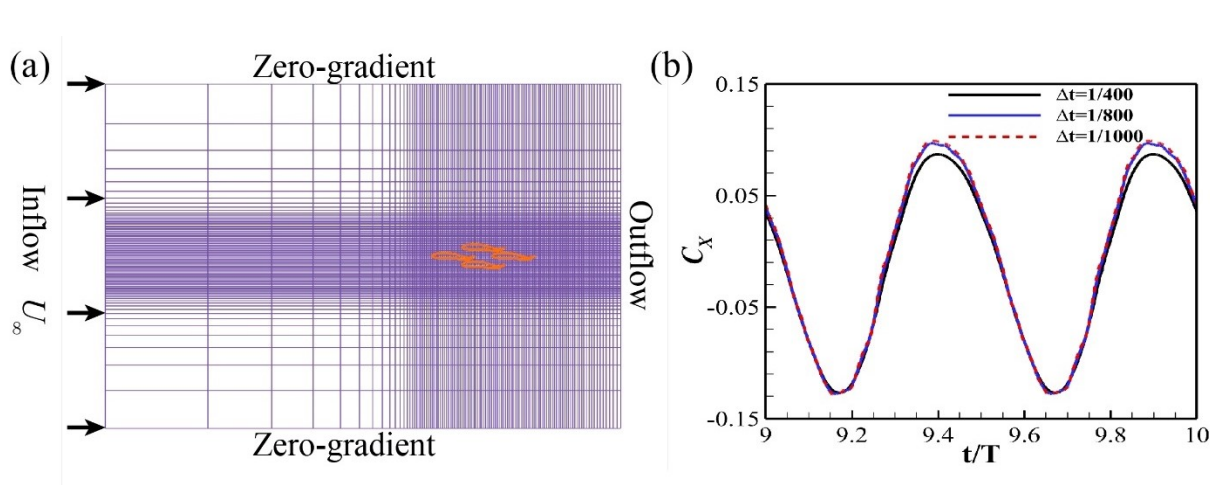 (a)
Zero-gradient
Inflow U∞
Outflow
Zero-gradient
(b)
0.15
0.05
-0.05
-0.15
C_X
Δt=1/400
Δt=1/800
Δt=1/1000
9 9.2 9.4 9.6 9.8 10
t/T